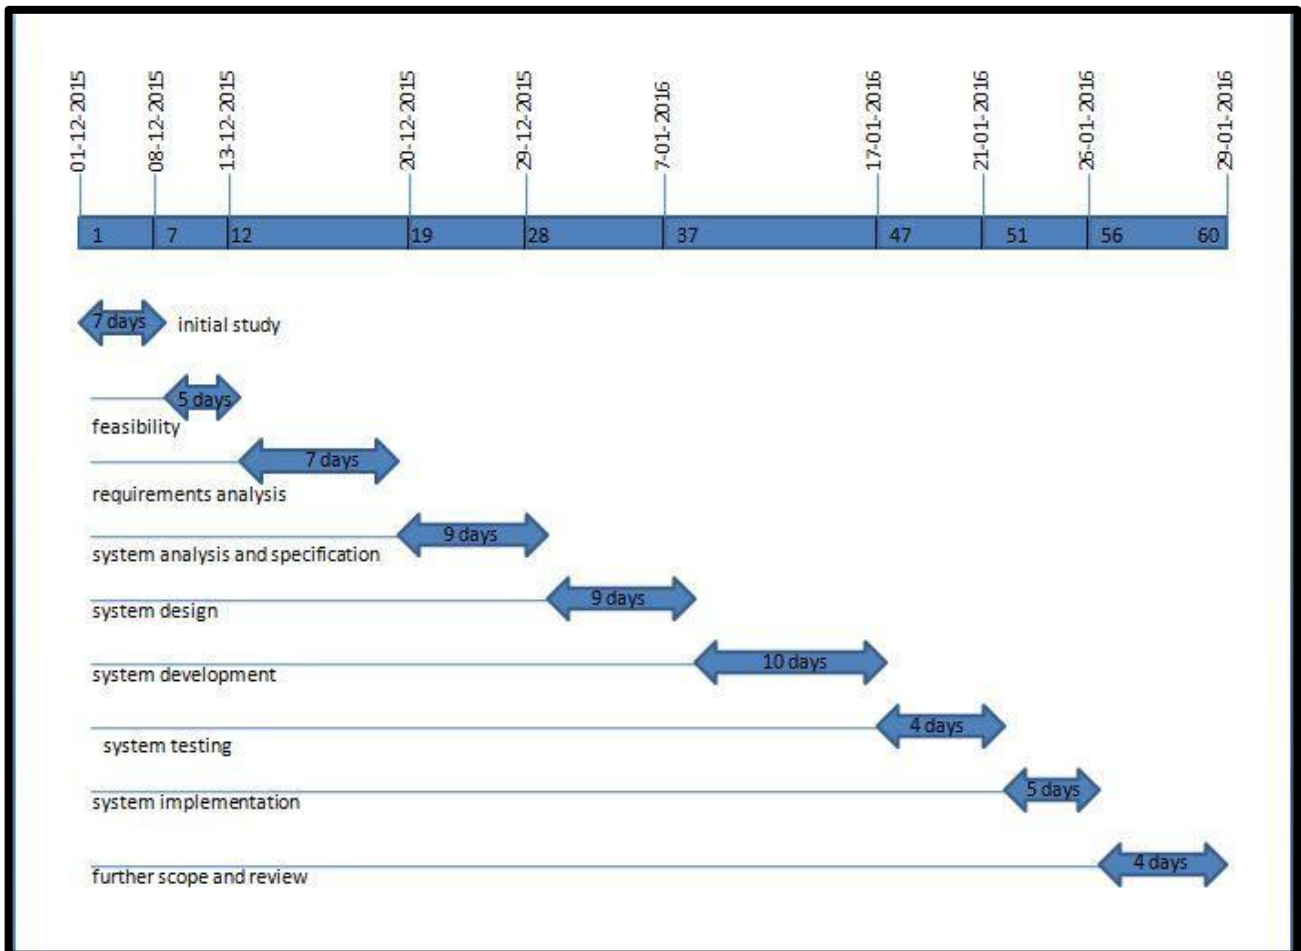 01-12-2015 08-12-2015 13-12-2015 20-12-2015 29-12-2015 7-01-2016 17-01-2016 21-01-2016 26-01-2016 29-01-2016
1 7 12 19 28 37 47 51 56 60
7 days initial study
5 days
feasibility
7 days
requirements analysis
9 days
system analysis and specification
9 days
system design
10 days
system development
4 days
system testing
5 days
system implementation
4 days
further scope and review